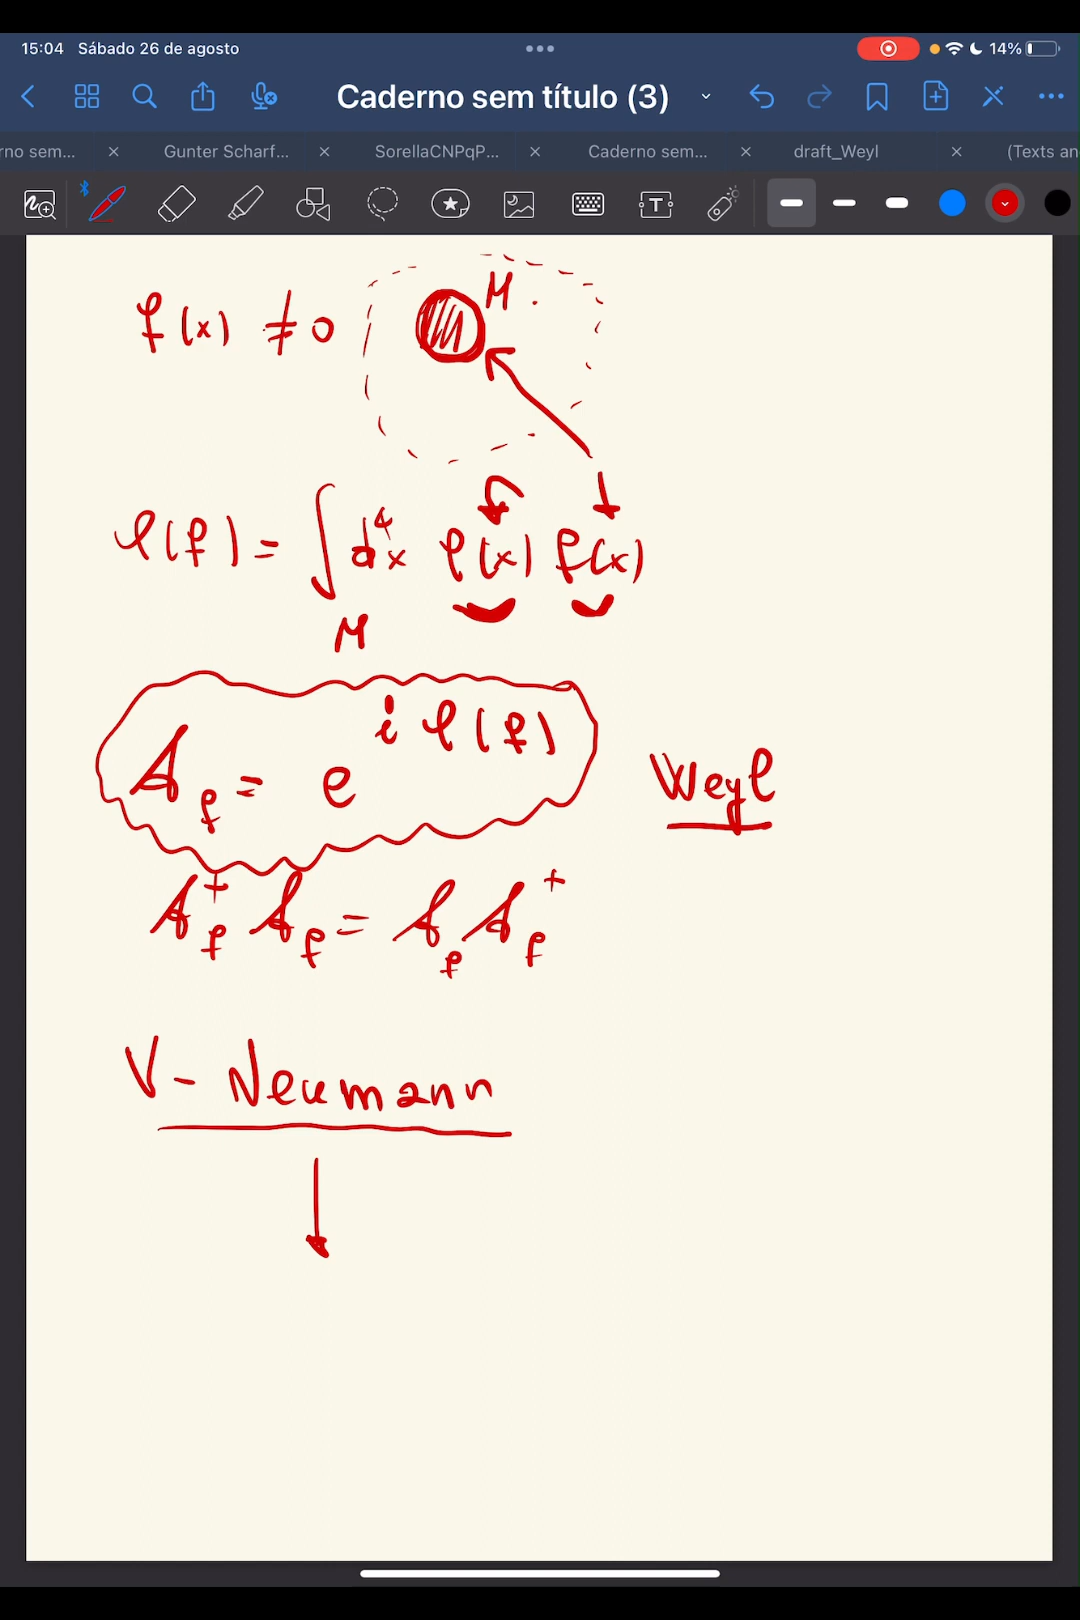 15:04 Sábado 26 de agosto
14%
Caderno sem título (3)
rno sem...
Gunter Scharf...
SorellaCNPqP...
Caderno sem...
draft_Weyl
(Texts an
f(x) ≠ 0
M
φ(f) = ∫_M d⁴x φ(x) f(x)
A_f = e^{iφ(f)}
Weyl
A_f^+ A_f = A_f A_f^+
V-Neumann